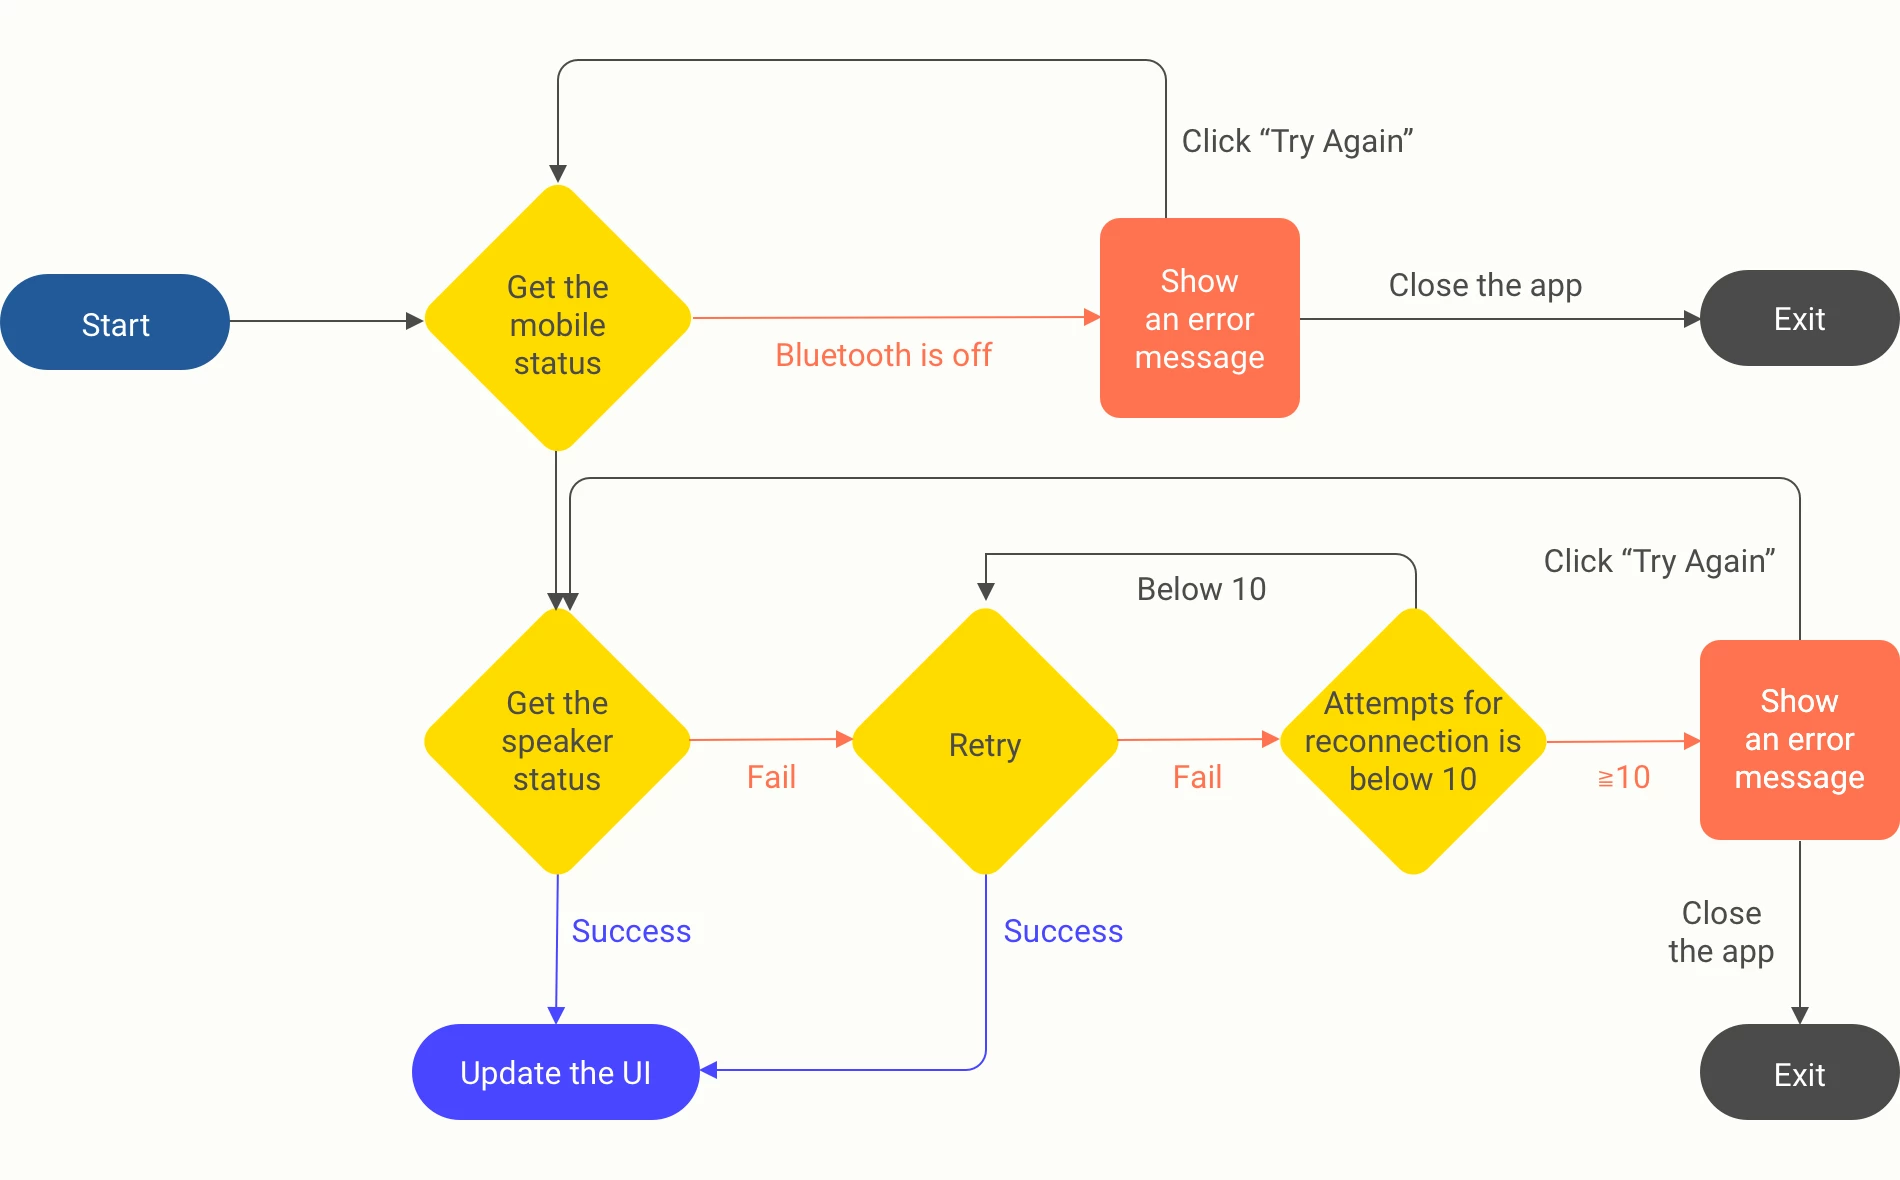 Click “Try Again”
Start
Get the
mobile
status
Bluetooth is off
Show
an error
message
Close the app
Exit
Click “Try Again”
Below 10
Get the
speaker
status
Fail
Retry
Fail
Attempts for
reconnection is
below 10
≧10
Show
an error
message
Success
Success
Close
the app
Update the UI
Exit